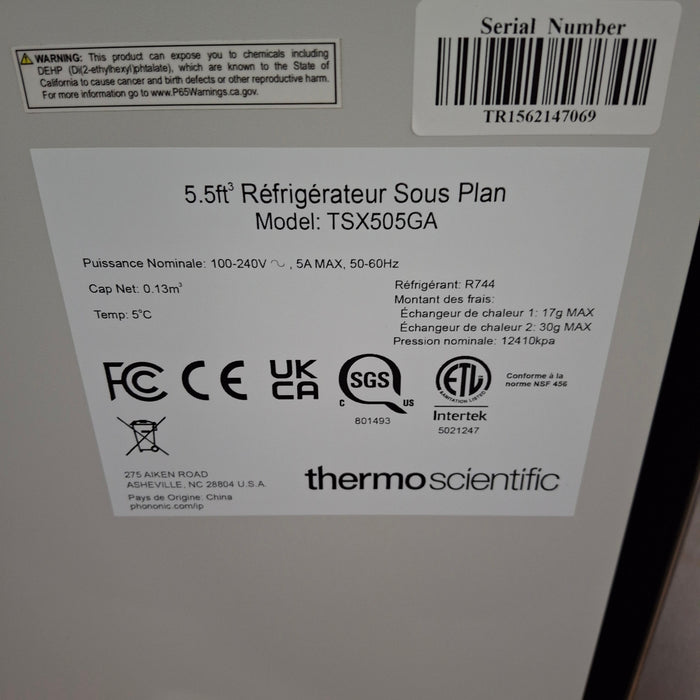 WARNING: This product can expose you to chemicals including
DEHP (Di(2-ethylhexyl)phtalate), which are known to the State of
California to cause cancer and birth defects or other reproductive harm.
For more information go to www.P65Warnings.ca.gov.
Serial Number
TR1562147069
5.5ft³ Réfrigérateur Sous Plan
Model: TSX505GA
Puissance Nominale: 100-240V ∿ , 5A MAX, 50-60Hz
Cap Net: 0.13m³
Temp: 5°C
Réfrigérant: R744
Montant des frais:
Échangeur de chaleur 1: 17g MAX
Échangeur de chaleur 2: 30g MAX
Pression nominale: 12410kpa
FC CE UK
CA
SGS
C US
801493
ETL
SANITATION LISTED
Intertek
5021247
Conforme à la
norme NSF 456
275 AIKEN ROAD
ASHEVILLE, NC 28804 U.S.A.
Pays de Origine: China
phononic.com/ip
thermo scientific